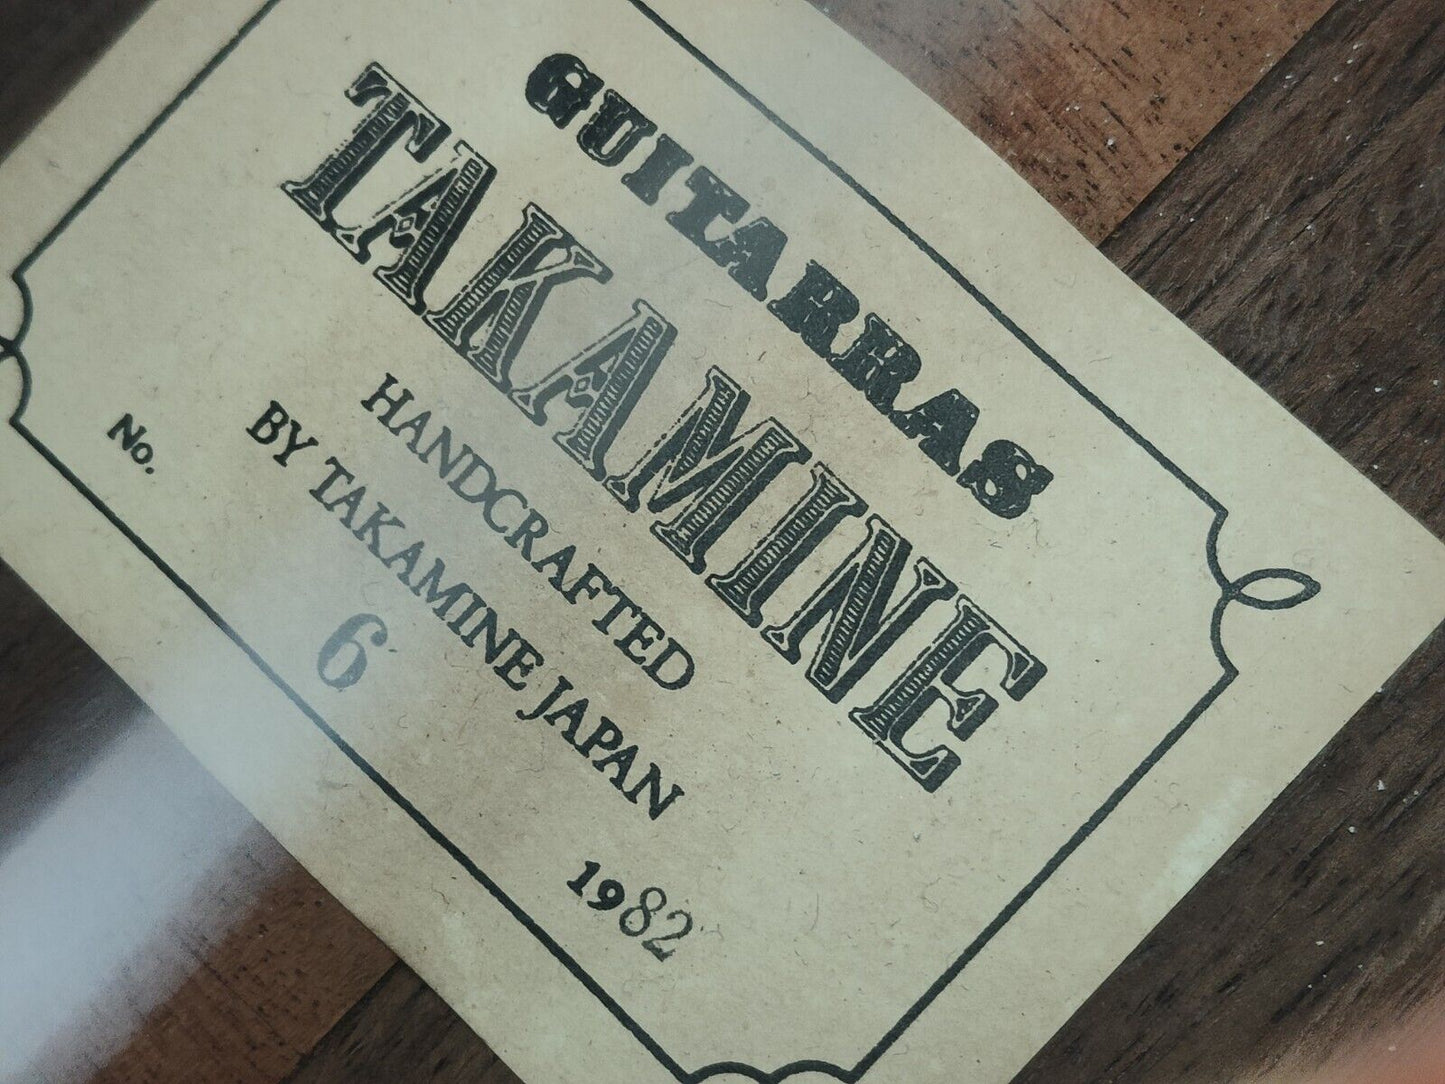 GUITARRAS
TAKAMINE
HANDCRAFTED
BY TAKAMINE JAPAN
No. 6 1982